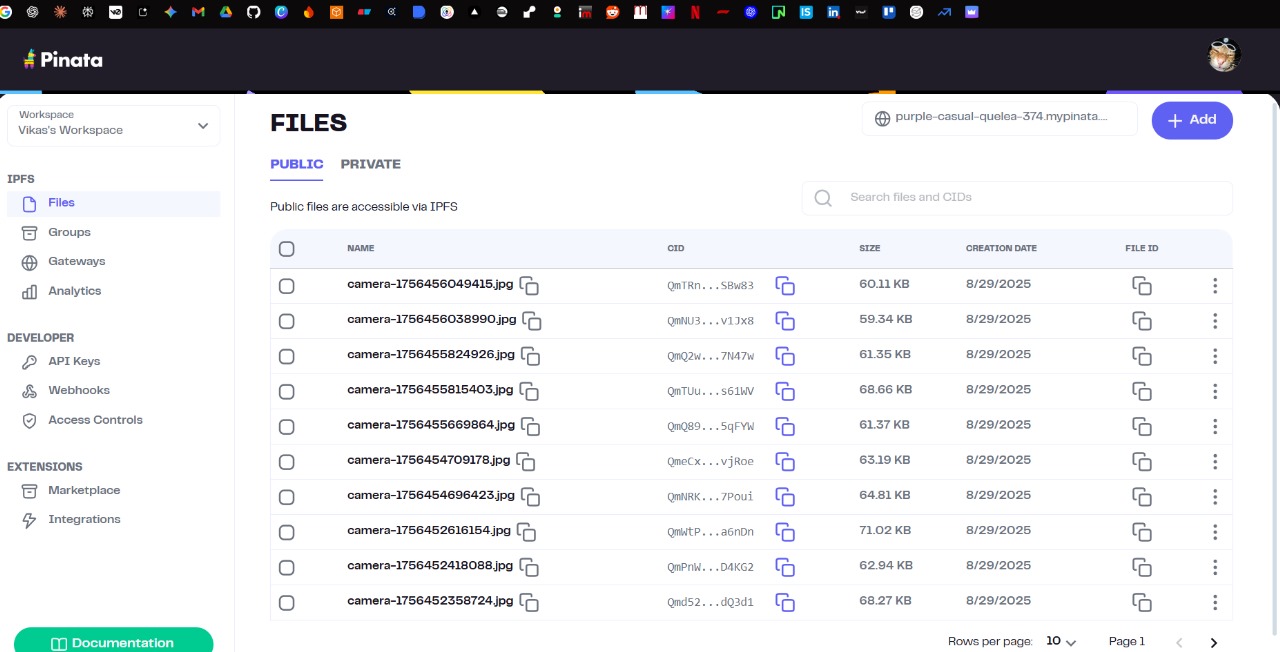 Pinata
Workspace
Vikas's Workspace
IPFS
Files
Groups
Gateways
Analytics
DEVELOPER
API Keys
Webhooks
Access Controls
EXTENSIONS
Marketplace
Integrations
Documentation
FILES
purple-casual-quelea-374.mypinata....
+ Add
PUBLIC PRIVATE
Public files are accessible via IPFS
Search files and CIDs
NAME CID SIZE CREATION DATE FILE ID
camera-1756456049415.jpg QmTRn...SBw83 60.11 KB 8/29/2025
camera-1756456038990.jpg QmNU3...v1Jx8 59.34 KB 8/29/2025
camera-1756455824926.jpg QmQ2w...7N47w 61.35 KB 8/29/2025
camera-1756455815403.jpg QmTUu...s61WV 68.66 KB 8/29/2025
camera-1756455669864.jpg QmQ89...5qFYW 61.37 KB 8/29/2025
camera-1756454709178.jpg QmeCx...vjRoe 63.19 KB 8/29/2025
camera-1756454696423.jpg QmNRK...7Poui 64.81 KB 8/29/2025
camera-1756452616154.jpg QmWtP...a6nDn 71.02 KB 8/29/2025
camera-1756452418088.jpg QmPnW...D4KG2 62.94 KB 8/29/2025
camera-1756452358724.jpg Qmd52...dQ3d1 68.27 KB 8/29/2025
Rows per page: 10 Page 1